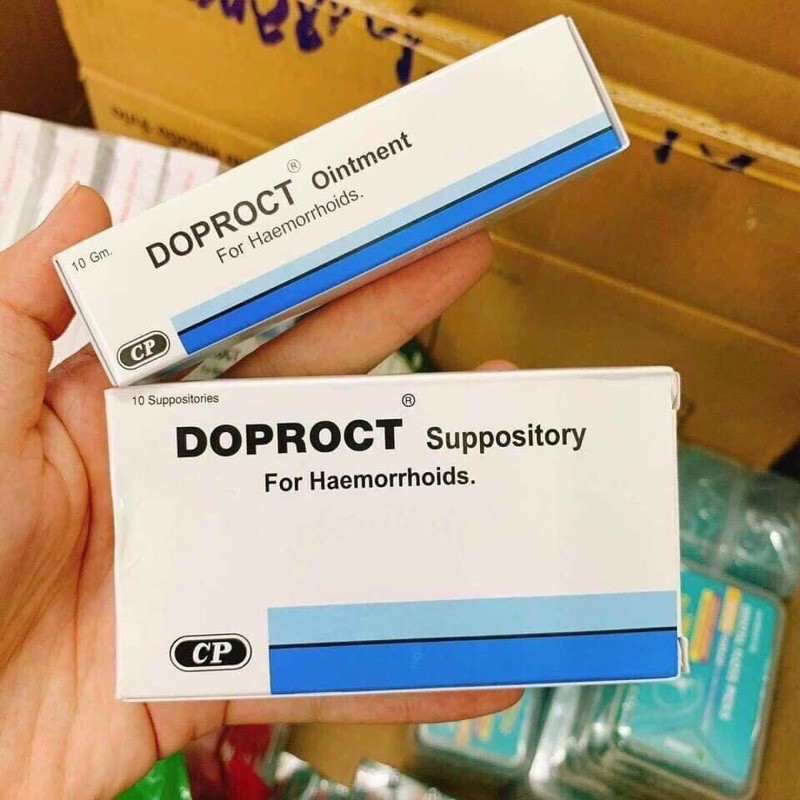 10 Gm.
DOPROCT® Ointment
For Haemorrhoids.
CP
10 Suppositories
DOPROCT® Suppository
For Haemorrhoids.
CP